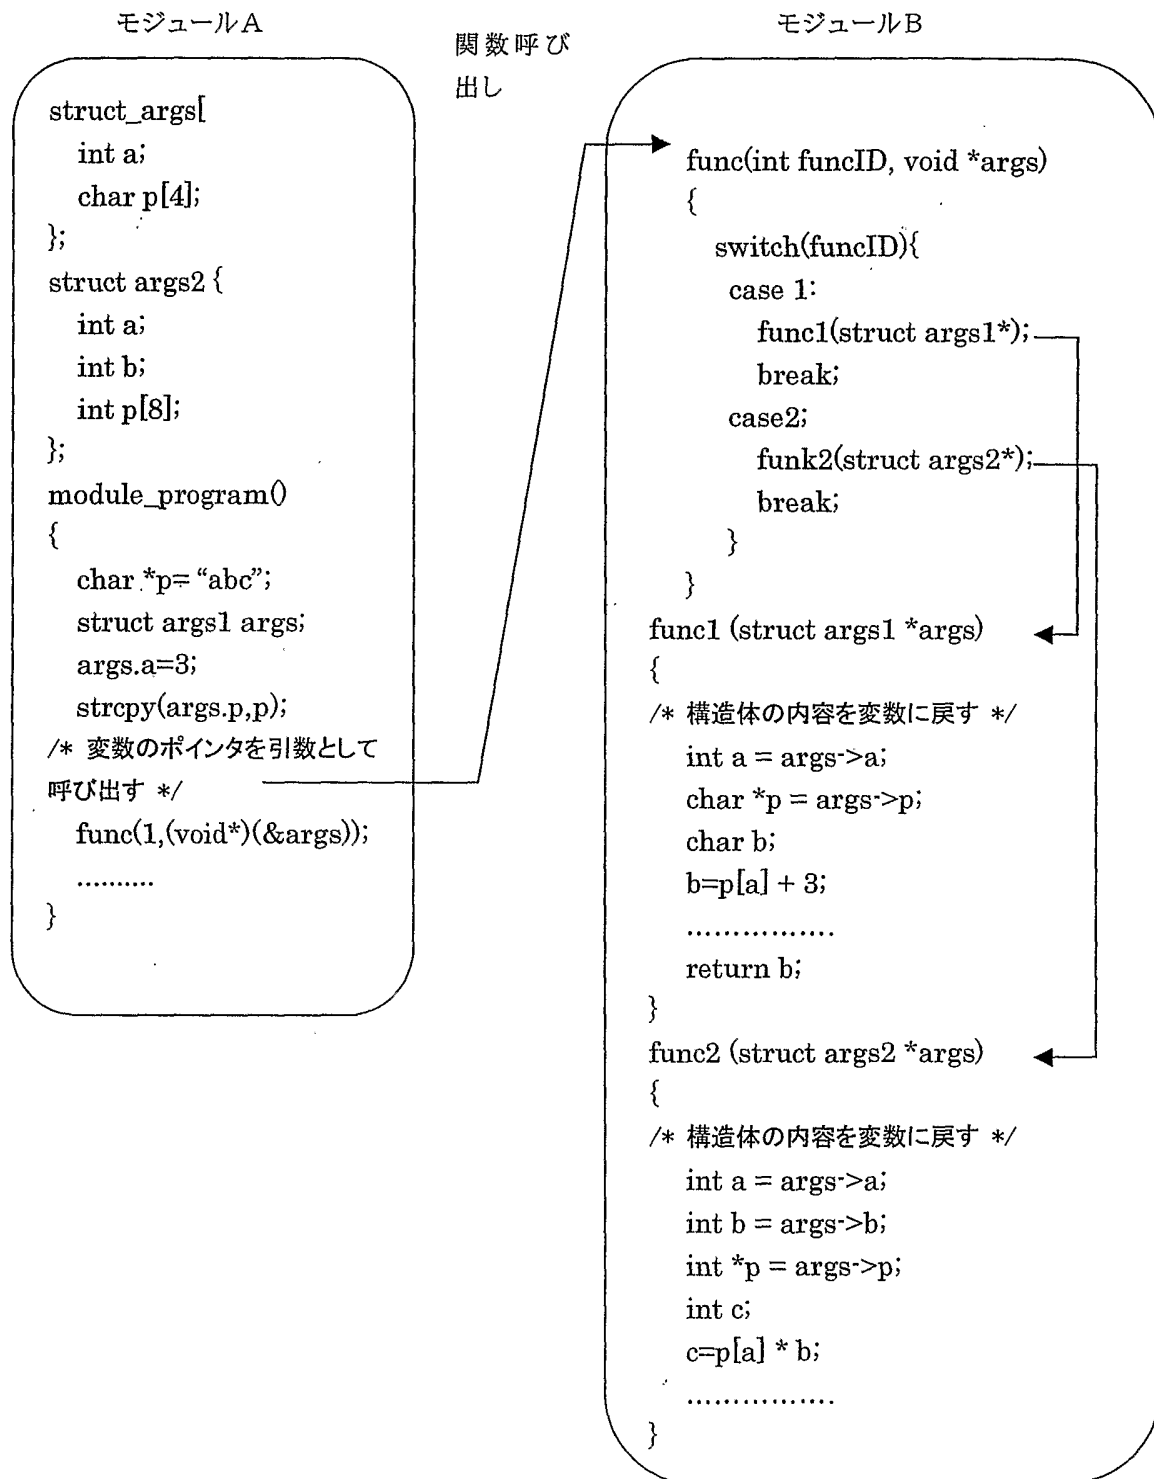 モジュールA
struct_args[
int a;
char p[4];
};
struct args2 {
int a;
int b;
int p[8];
};
module_program()
{
char *p= “abc”;
struct args1 args;
args.a=3;
strcpy(args.p,p);
/* 変数のポインタを引数として
呼び出す */
func(1,(void*)(&args));
..........
}
関数呼び
出し
モジュールB
func(int funcID, void *args)
{
switch(funcID){
case 1:
func1(struct args1*);
break;
case2;
funk2(struct args2*);
break;
}
}
func1 (struct args1 *args)
{
/* 構造体の内容を変数に戻す */
int a = args->a;
char *p = args->p;
char b;
b=p[a] + 3;
................
return b;
}
func2 (struct args2 *args)
{
/* 構造体の内容を変数に戻す */
int a = args->a;
int b = args->b;
int *p = args->p;
int c;
c=p[a] * b;
................
}